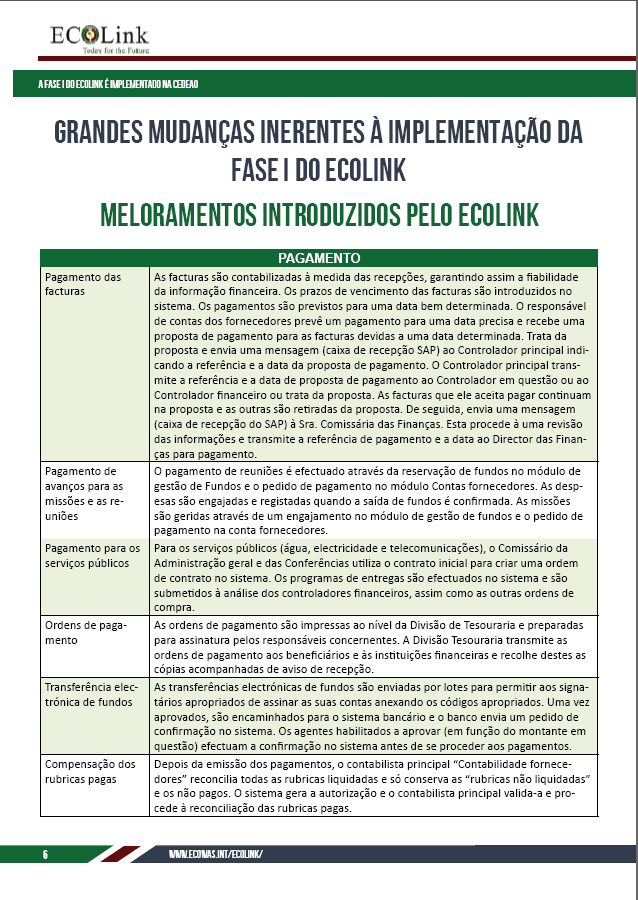 ECOLink
Today for the Future
A FASE I DO ECOLINK É IMPLEMENTADO NA CEDEAO
GRANDES MUDANÇAS INERENTES À IMPLEMENTAÇÃO DA
FASE I DO ECOLINK
MELORAMENTOS INTRODUZIDOS PELO ECOLINK
PAGAMENTO
Pagamento das
facturas
As facturas são contabilizadas à medida das recepções, garantindo assim a fiabilidade
da informação financeira. Os prazos de vencimento das facturas são introduzidos no
sistema. Os pagamentos são previstos para uma data bem determinada. O responsável
de contas dos fornecedores prevê um pagamento para uma data precisa e recebe uma
proposta de pagamento para as facturas devidas a uma data determinada. Trata da
proposta e envia uma mensagem (caixa de recepção SAP) ao Controlador principal indi-
cando a referência e a data da proposta de pagamento. O Controlador principal trans-
mite a referência e a data de proposta de pagamento ao Controlador em questão ou ao
Controlador financeiro ou trata da proposta. As facturas que ele aceita pagar continuam
na proposta e as outras são retiradas da proposta. De seguida, envia uma mensagem
(caixa de recepção do SAP) à Sra. Comissária das Finanças. Esta procede à uma revisão
das informações e transmite a referência de pagamento e a data ao Director das Finan-
ças para pagamento.
Pagamento de
avanços para as
missões e as re-
uniões
O pagamento de reuniões é efectuado através da reservação de fundos no módulo de
gestão de Fundos e o pedido de pagamento no módulo Contas fornecedores. As desp-
esas são engajadas e registadas quando a saída de fundos é confirmada. As missões
são geridas através de um engajamento no módulo de gestão de fundos e o pedido de
pagamento na conta fornecedores.
Pagamento para os
serviços públicos
Para os serviços públicos (água, electricidade e telecomunicações), o Comissário da
Administração geral e das Conferências utiliza o contrato inicial para criar uma ordem
de contrato no sistema. Os programas de entregas são efectuados no sistema e são
submetidos à análise dos controladores financeiros, assim como as outras ordens de
compra.
Ordens de paga-
mento
As ordens de pagamento são impressas ao nível da Divisão de Tesouraria e preparadas
para assinatura pelos responsáveis concernentes. A Divisão Tesouraria transmite as
ordens de pagamento aos beneficiários e às instituições financeiras e recolhe destes as
cópias acompanhadas de aviso de recepção.
Transferência elec-
trónica de fundos
As transferências electrónicas de fundos são enviadas por lotes para permitir aos signa-
tários apropriados de assinar as suas contas anexando os códigos apropriados. Uma vez
aprovados, são encaminhados para o sistema bancário e o banco envia um pedido de
confirmação no sistema. Os agentes habilitados a aprovar (em função do montante em
questão) efectuam a confirmação no sistema antes de se proceder aos pagamentos.
Compensação dos
rubricas pagas
Depois da emissão dos pagamentos, o contabilista principal “Contabilidade fornece-
dores” reconcilia todas as rubricas liquidadas e só conserva as “rubricas não liquidadas”
e os não pagos. O sistema gera a autorização e o contabilista principal valida-a e pro-
cede à reconciliação das rubricas pagas.
6
WWW.ECOWAS.INT/ECOLINK/